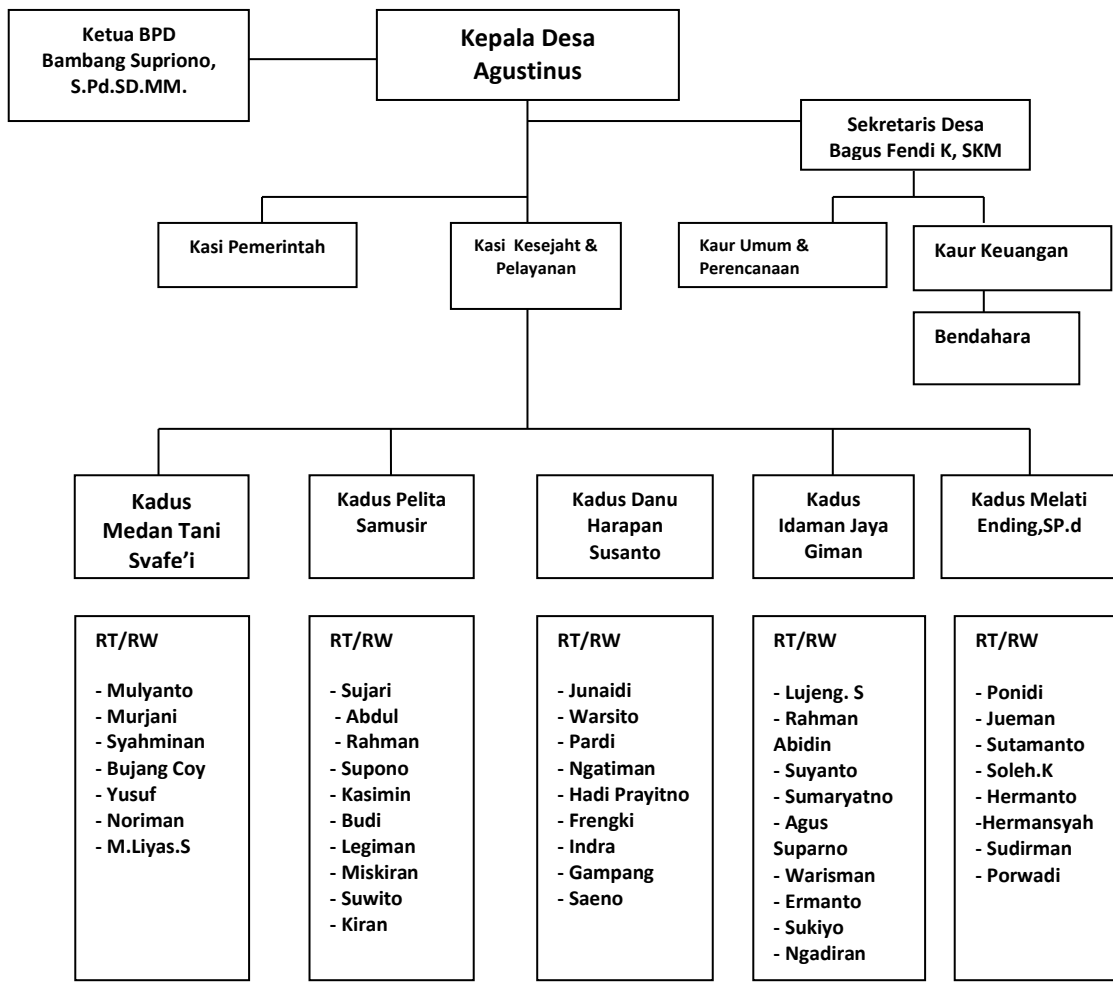 Ketua BPD
Bambang Supriono,
S.Pd.SD.MM.
Kepala Desa
Agustinus
Sekretaris Desa
Bagus Fendi K, SKM
Kasi Pemerintah
Kasi Kesejaht &
Pelayanan
Kaur Umum &
Perencanaan
Kaur Keuangan
Bendahara
Kadus
Medan Tani
Svafe’i
Kadus Pelita
Samusir
Kadus Danu
Harapan
Susanto
Kadus
Idaman Jaya
Giman
Kadus Melati
Ending,SP.d
RT/RW
- Mulyanto
- Murjani
- Syahminan
- Bujang Coy
- Yusuf
- Noriman
- M.Liyas.S
RT/RW
- Sujari
- Abdul
- Rahman
- Supono
- Kasimin
- Budi
- Legiman
- Miskiran
- Suwito
- Kiran
RT/RW
- Junaidi
- Warsito
- Pardi
- Ngatiman
- Hadi Prayitno
- Frengki
- Indra
- Gampang
- Saeno
RT/RW
- Lujeng. S
- Rahman
Abidin
- Suyanto
- Sumaryatno
- Agus
Suparno
- Warisman
- Ermanto
- Sukiyo
- Ngadiran
RT/RW
- Ponidi
- Jueman
- Sutamanto
- Soleh.K
- Hermanto
-Hermansyah
- Sudirman
- Porwadi